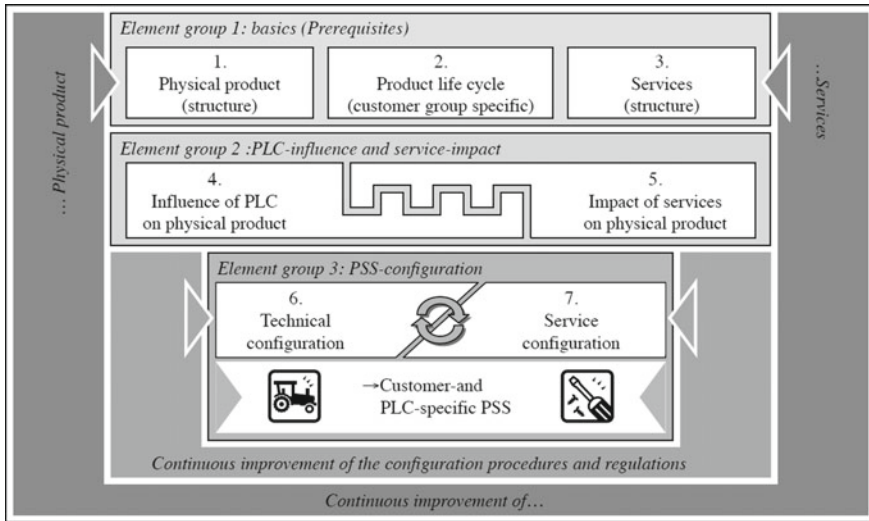 Element group 1: basics (Prerequisites)
1.
Physical product
(structure)
2.
Product life cycle
(customer group specific)
3.
Services
(structure)
… Physical product
…Services
Element group 2 :PLC-influence and service-impact
4.
Influence of PLC
on physical product
5.
Impact of services
on physical product
Element group 3: PSS-configuration
6.
Technical
configuration
7.
Service
configuration
→Customer-and
PLC-specific PSS
Continuous improvement of the configuration procedures and regulations
Continuous improvement of…